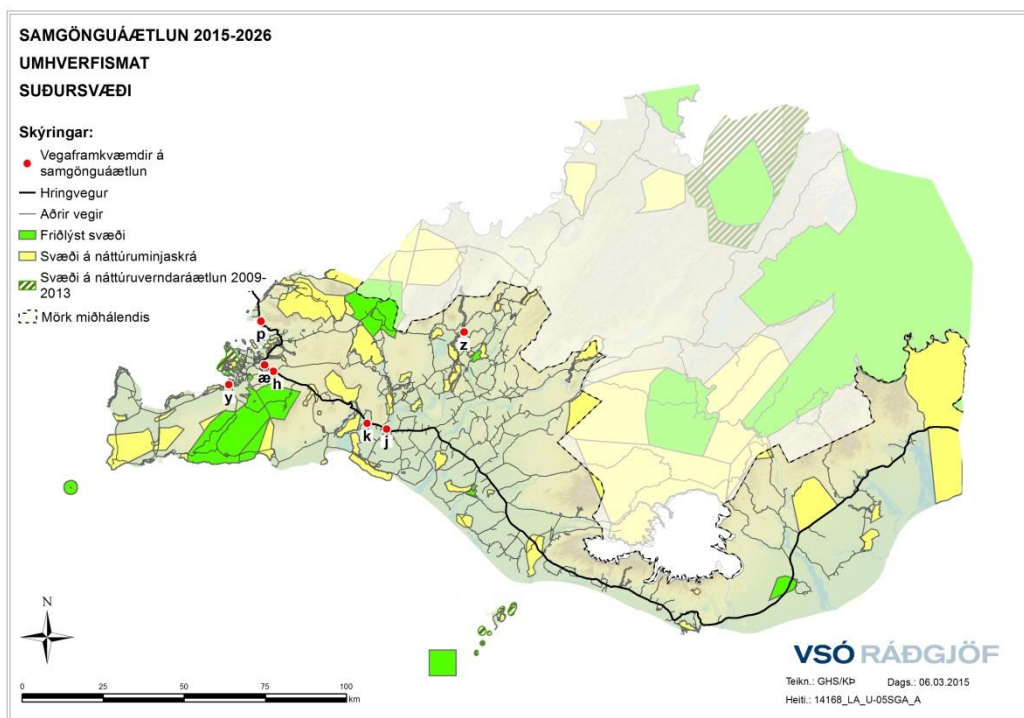 SAMGÖNGUÁÆTLUN 2015-2026
UMHVERFISMAT
SUÐURSVÆÐI
Skýringar:
Vegaframkvæmdir á
samgönguáætlun
Hringvegur
Aðrir vegir
Friðlýst svæði
Svæði á náttúruminjaskrá
Svæði á náttúruverndaráætlun 2009-
2013
Mörk miðhálendis
p
z
æ
h
y
k
j
N
0 25 50 75 100
km
VSÓ RÁÐGJÖF
Teikn.: GHS/KÞ Dags.: 06.03.2015
Heiti.: 14168_LA_U-05SGA_A